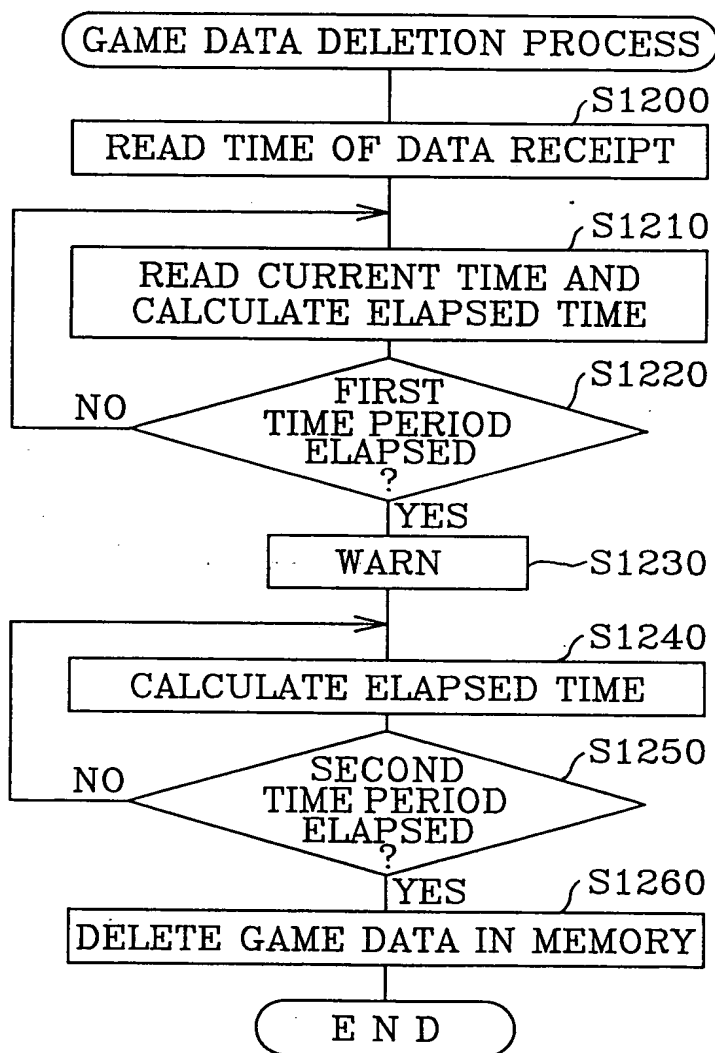 GAME DATA DELETION PROCESS
S1200
READ TIME OF DATA RECEIPT
S1210
READ CURRENT TIME AND
CALCULATE ELAPSED TIME
S1220
FIRST
TIME PERIOD
ELAPSED
?
NO
YES
WARN
S1230
S1240
CALCULATE ELAPSED TIME
S1250
SECOND
TIME PERIOD
ELAPSED
?
NO
YES
S1260
DELETE GAME DATA IN MEMORY
END